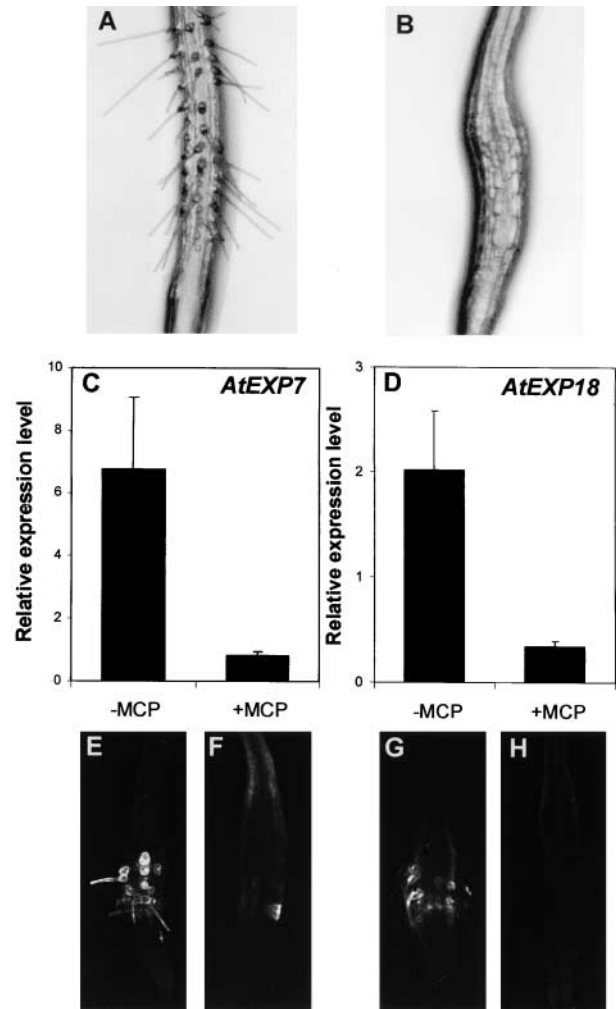 A
B
C
AtEXP7
Relative expression level
10
8
6
4
2
0
-MCP
+MCP
D
AtEXP18
Relative expression level
3
2
1
0
-MCP
+MCP
E
F
G
H